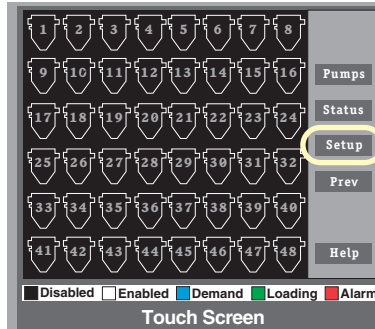 1 2 3 4 5 6 7 8
9 10 11 12 13 14 15 16 Pumps
17 18 19 20 21 22 23 24 Status
Setup
25 26 27 28 29 30 31 32
Prev
33 34 35 36 37 38 39 40
41 42 43 44 45 46 47 48 Help
Disabled Enabled Demand Loading Alarm
Touch Screen